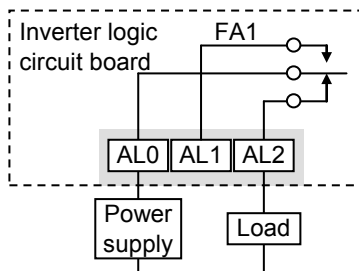 Inverter logic
circuit board
FA1
AL0 AL1 AL2
Power
supply
Load